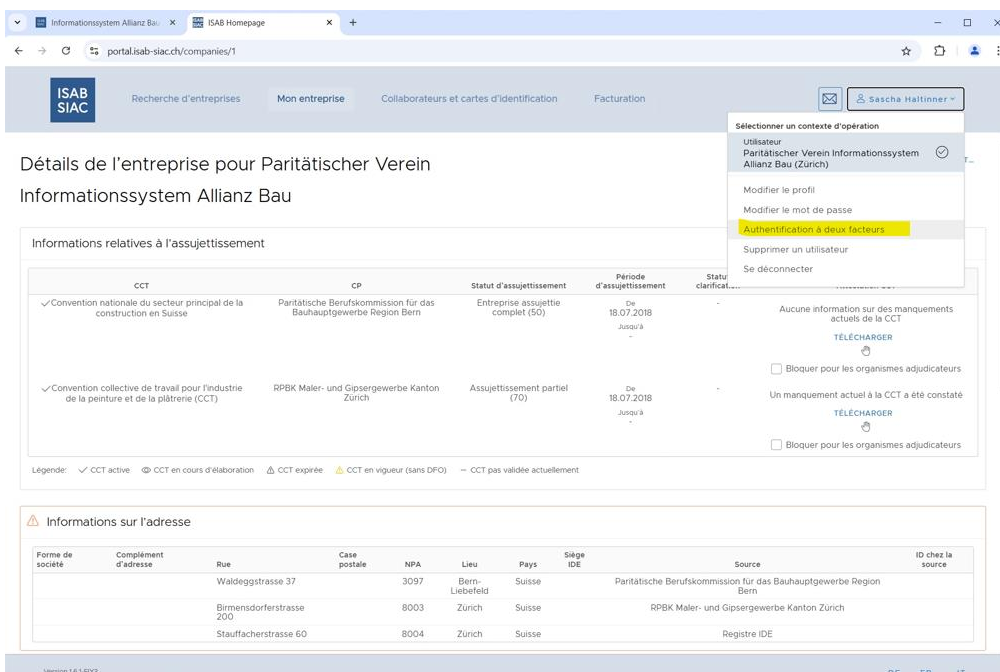 Informationssystem Allianz Bau
ISAB Homepage
portal.isab-siac.ch/companies/1
ISAB
SIAC
Recherche d'entreprises
Mon entreprise
Collaborateurs et cartes d'identification
Facturation
Sascha Haltinner
Sélectionner un contexte d'opération
Utilisateur
Paritätischer Verein Informationssystem
Allianz Bau (Zürich)
Modifier le profil
Modifier le mot de passe
Authentification à deux facteurs
Supprimer un utilisateur
Se déconnecter
Détails de l'entreprise pour Paritätischer Verein
Informationssystem Allianz Bau
Informations relatives à l'assujettissement
CCT
CP
Statut d'assujettissement
Période
d'assujettissement
Convention nationale du secteur principal de la
construction en Suisse
Paritätische Berufskommission für das
Bauhauptgewerbe Region Bern
Entreprise assujettie
complet (50)
De
18.07.2018
Jusqu'à
-
-
Aucune information sur des manquements
actuels de la CCT
TÉLÉCHARGER
Bloquer pour les organismes adjudicateurs
Convention collective de travail pour l'industrie
de la peinture et de la plâtrerie (CCT)
RPBK Maler- und Gipsergewerbe Kanton
Zürich
Assujettissement partiel
(70)
De
18.07.2018
Jusqu'à
-
-
Un manquement actuel à la CCT a été constaté
TÉLÉCHARGER
Bloquer pour les organismes adjudicateurs
Légende: CCT active CCT en cours d'élaboration CCT expirée CCT en vigueur (sans DFO) — CCT pas validée actuellement
Informations sur l'adresse
Forme de
société
Complément
d'adresse
Rue
Case
postale
NPA
Lieu
Pays
Siège
IDE
Source
ID chez la
source
Waldeggstrasse 37 3097 Bern-
Liebefeld Suisse Paritätische Berufskommission für das Bauhauptgewerbe Region
Bern
Birmensdorferstrasse
200 8003 Zürich Suisse RPBK Maler- und Gipsergewerbe Kanton Zürich
Stauffacherstrasse 60 8004 Zürich Suisse Registre IDE